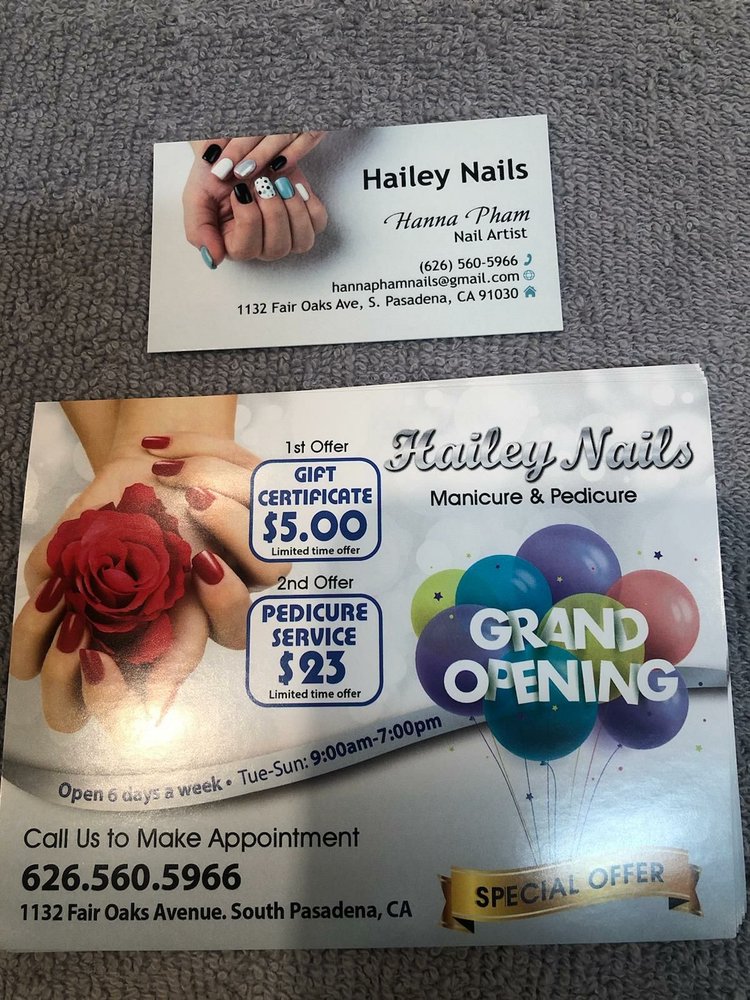 Hailey Nails
Hanna Pham
Nail Artist
(626) 560-5966
hannaphamnails@gmail.com
1132 Fair Oaks Ave, S. Pasadena, CA 91030
Hailey Nails
Manicure & Pedicure
1st Offer
GIFT
CERTIFICATE
$5.00
Limited time offer
2nd Offer
PEDICURE
SERVICE
$23
Limited time offer
GRAND
OPENING
Open 6 days a week • Tue-Sun: 9:00am-7:00pm
Call Us to Make Appointment
626.560.5966
1132 Fair Oaks Avenue. South Pasadena, CA
SPECIAL OFFER